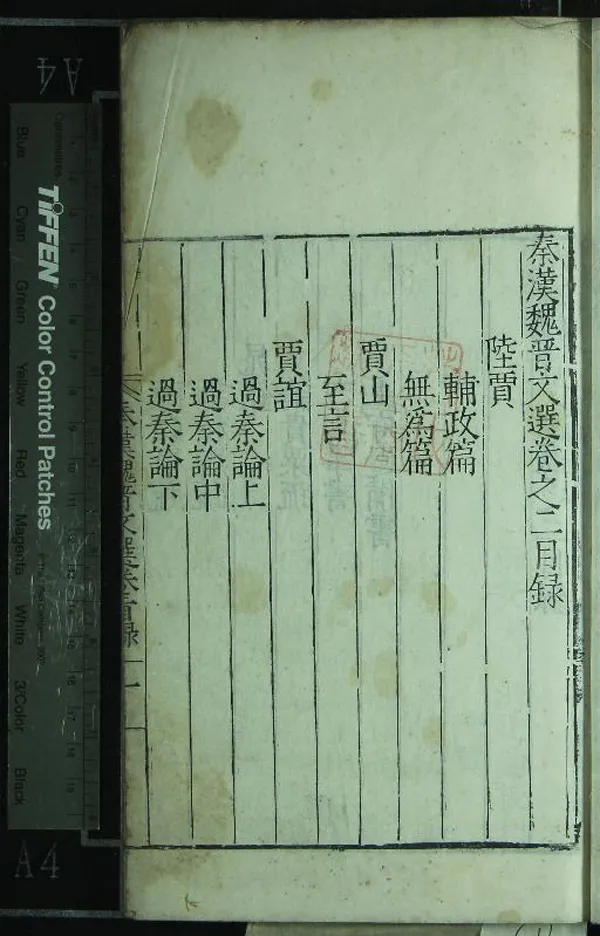 秦漢魏晉文選卷之二目録
陸賈
輔政篇
無爲篇
賈山
至言
賈誼
過秦論上
過秦論中
過秦論下
秦漢魏晉文選卷
TIFFEN Color Control Patches
Blue
Cyan
Green
Yellow
Red
Magenta
White
3/Color
Black
A4
A4